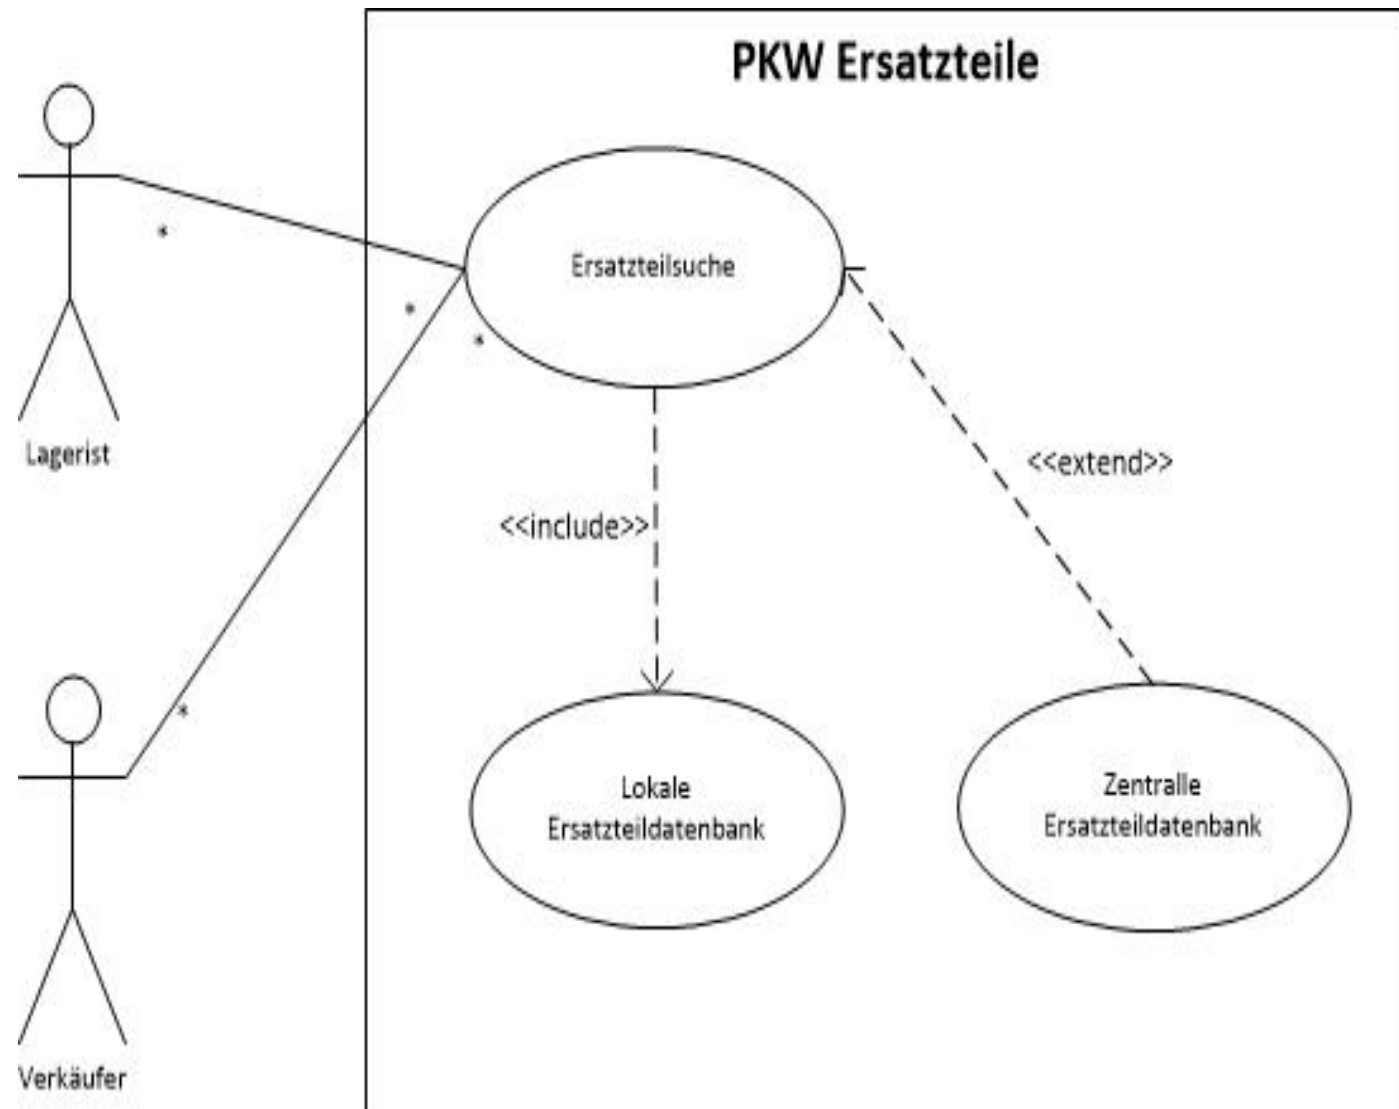 PKW Ersatzteile
*
Ersatzteilsuche
*
*
Lagerist
<<extend>>
<<include>>
*
Lokale
Ersatzteildatenbank
Zentralle
Ersatzteildatenbank
Verkäufer